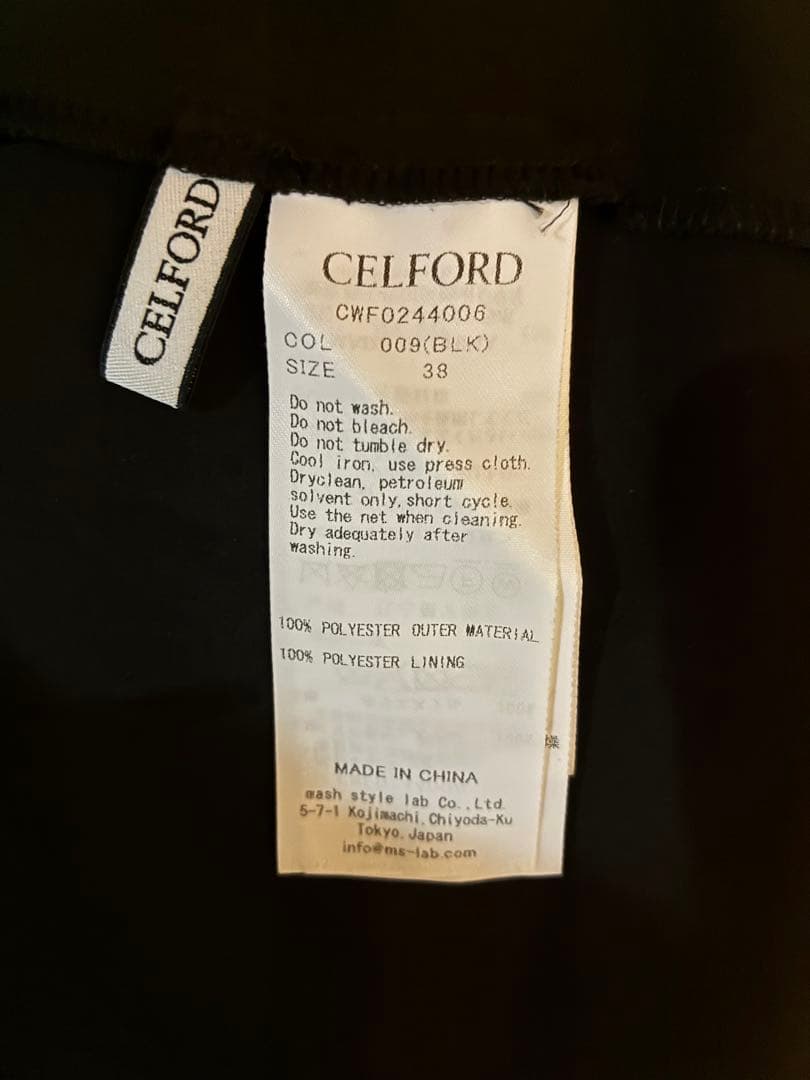 CELFORD
CELFORD
CWF0244006
COL 009(BLK)
SIZE 38
Do not wash.
Do not bleach.
Do not tumble dry.
Cool iron, use press cloth.
Dryclean, petroleum
solvent only, short cycle.
Use the net when cleaning.
Dry adequately after
washing.
100% POLYESTER OUTER MATERIAL
100% POLYESTER LINING
MADE IN CHINA
mash style lab Co.,Ltd.
5-7-1 Kojimachi,Chiyoda-Ku
Tokyo,Japan
info@ms-lab.com